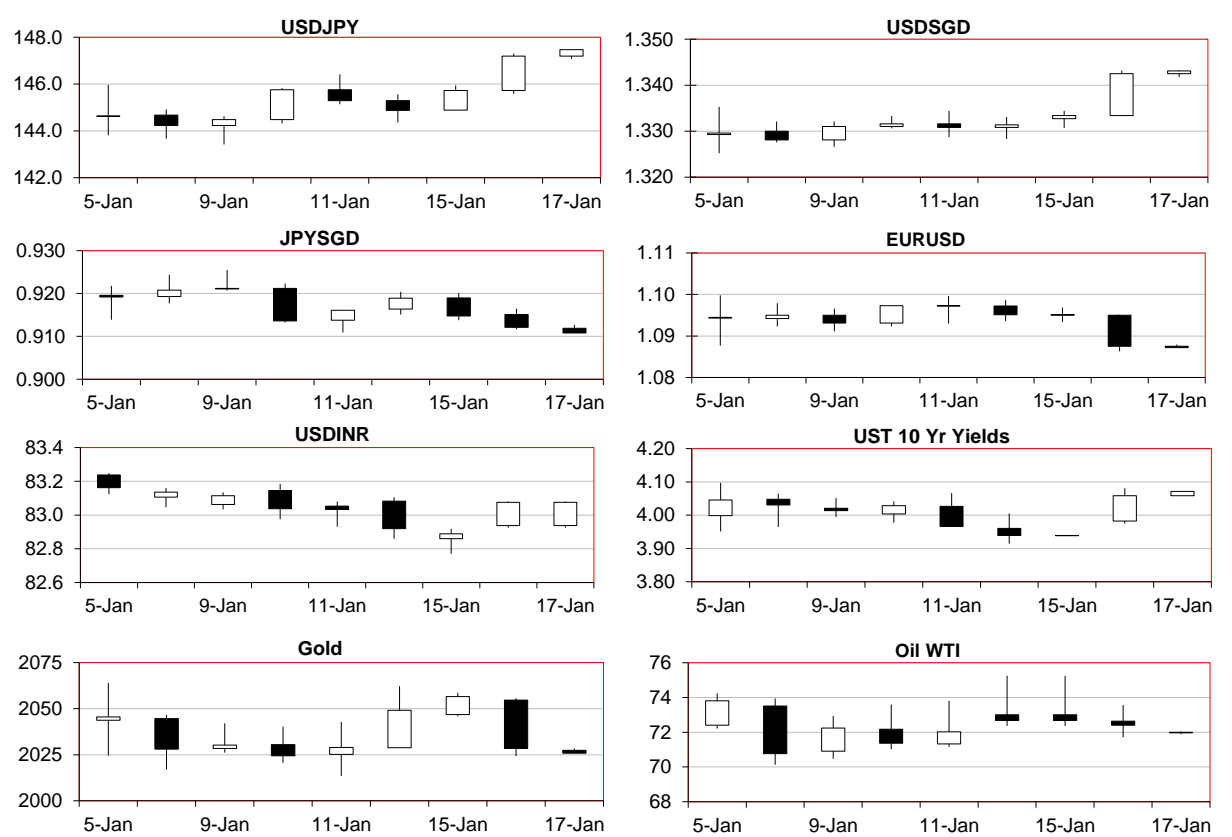 USDJPY
148.0
146.0
144.0
142.0
5-Jan 9-Jan 11-Jan 15-Jan 17-Jan
USDSGD
1.350
1.340
1.330
1.320
5-Jan 9-Jan 11-Jan 15-Jan 17-Jan
JPYSGD
0.930
0.920
0.910
0.900
5-Jan 9-Jan 11-Jan 15-Jan 17-Jan
EURUSD
1.11
1.10
1.09
1.08
5-Jan 9-Jan 11-Jan 15-Jan 17-Jan
USDINR
83.4
83.2
83.0
82.8
82.6
5-Jan 9-Jan 11-Jan 15-Jan 17-Jan
UST 10 Yr Yields
4.20
4.10
4.00
3.90
3.80
5-Jan 9-Jan 11-Jan 15-Jan 17-Jan
Gold
2075
2050
2025
2000
5-Jan 9-Jan 11-Jan 15-Jan 17-Jan
Oil WTI
76
74
72
70
68
5-Jan 9-Jan 11-Jan 15-Jan 17-Jan